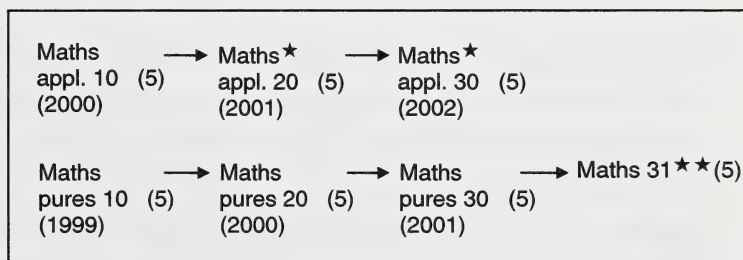 Maths → Maths★ → Maths★
appl. 10 (5) appl. 20 (5) appl. 30 (5)
(2000) (2001) (2002)
Maths → Maths → Maths → Maths 31★★(5)
pures 10 (5) pures 20 (5) pures 30 (5)
(1999) (2000) (2001)